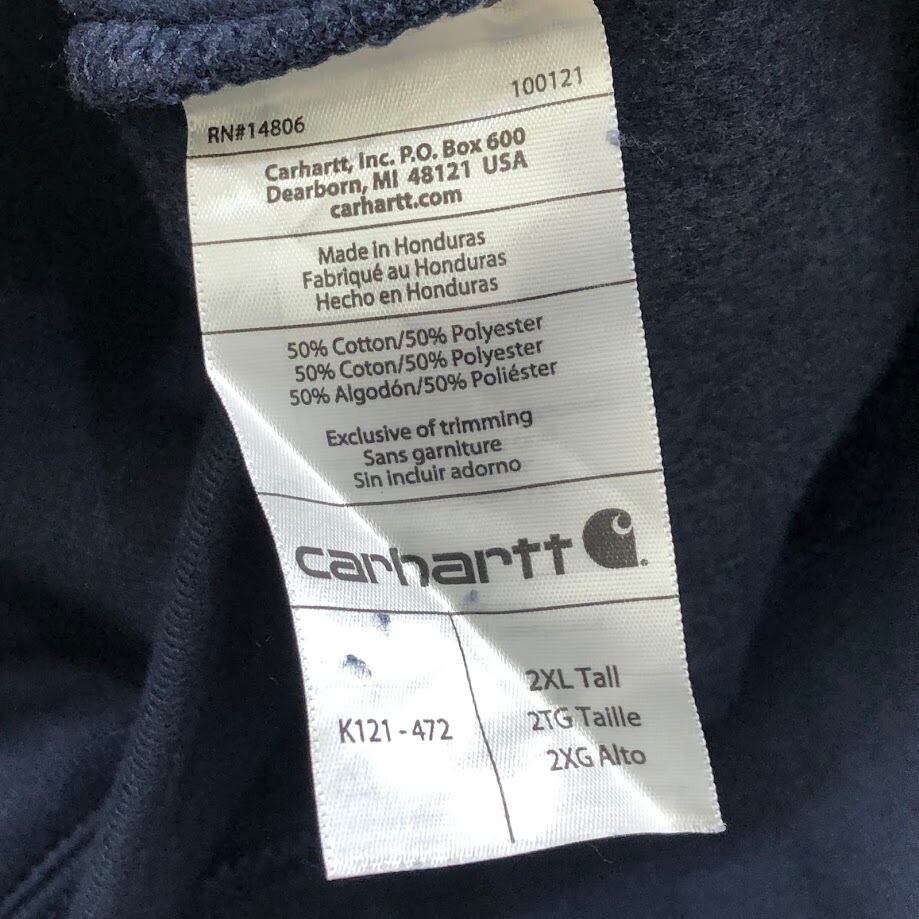 100121
RN#14806
Carhartt, Inc. P.O. Box 600
Dearborn, MI 48121 USA
carhartt.com
Made in Honduras
Fabriqué au Honduras
Hecho en Honduras
50% Cotton/50% Polyester
50% Coton/50% Polyester
50% Algodón/50% Poliéster
Exclusive of trimming
Sans garniture
Sin incluir adorno
carhartt
K121-472
2XL Tall
2TG Taille
2XG Alto